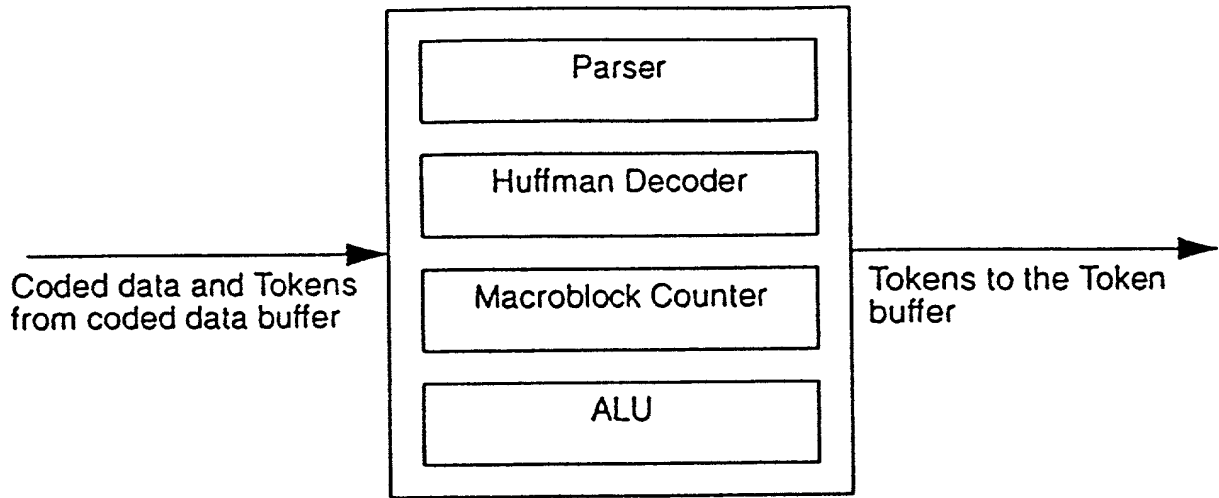 Parser
Huffman Decoder
Macroblock Counter
ALU
Coded data and Tokens
from coded data buffer
Tokens to the Token
buffer